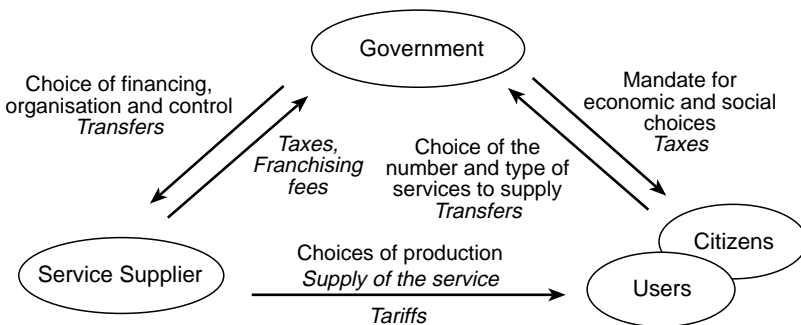 Government
Choice of financing,
organisation and control
Transfers
Taxes,
Franchising
fees
Choice of the
number and type of
services to supply
Transfers
Mandate for
economic and social
choices
Taxes
Service Supplier
Choices of production
Supply of the service
Tariffs
Citizens
Users